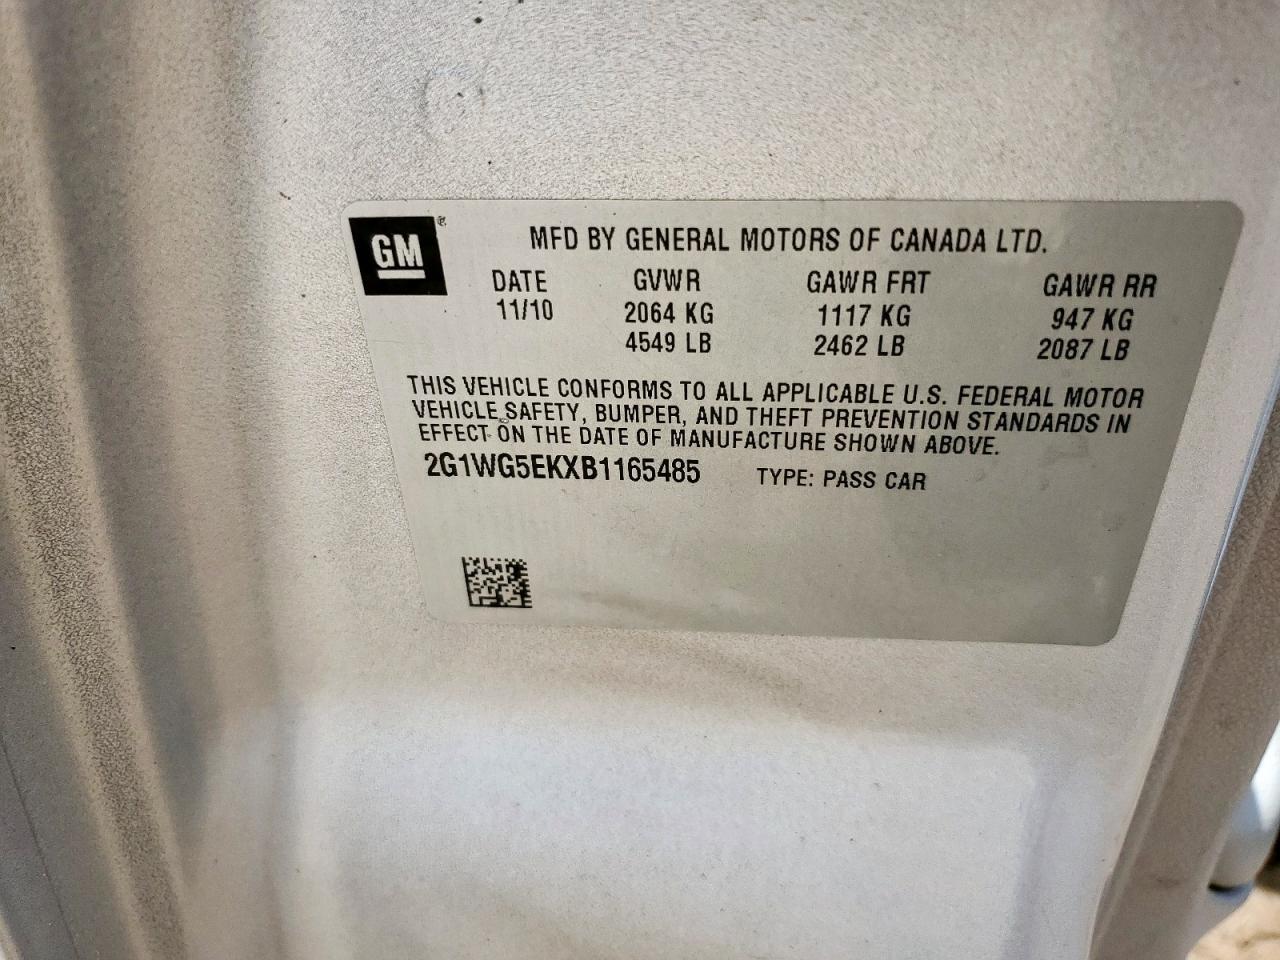 GM ®
MFD BY GENERAL MOTORS OF CANADA LTD.
DATE GVWR GAWR FRT GAWR RR
11/10 2064 KG 1117 KG 947 KG
4549 LB 2462 LB 2087 LB
THIS VEHICLE CONFORMS TO ALL APPLICABLE U.S. FEDERAL MOTOR
VEHICLE SAFETY, BUMPER, AND THEFT PREVENTION STANDARDS IN
EFFECT ON THE DATE OF MANUFACTURE SHOWN ABOVE.
2G1WG5EKXB1165485 TYPE: PASS CAR